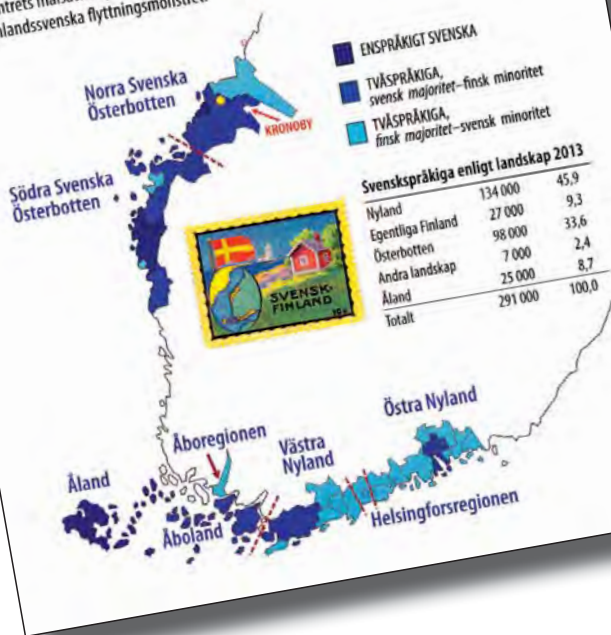 landssvenska flyttningsmönstret
ENSPRÅKIGT SVENSKA
TVÅSPRÅKIGA,
svensk majoritet–finsk minoritet
TVÅSPRÅKIGA,
finsk majoritet–svensk minoritet
Norra Svenska
Österbotten
KRONOBY
Södra Svenska
Österbotten
Svenskspråkiga enligt landskap 2013
Nyland 134 000 45,9
Egentliga Finland 27 000 9,3
Österbotten 98 000 33,6
Andra landskap 7 000 2,4
Åland 25 000 8,7
Totalt 291 000 100,0
SVENSK-
FINLAND
Östra Nyland
Åboregionen
Västra
Nyland
Åland
Åboland
Helsingforsregionen